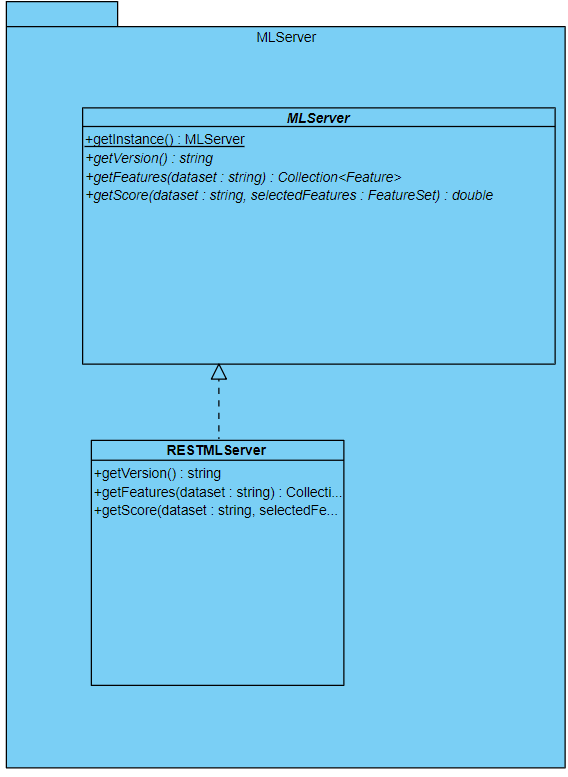 MLServer
MLServer
+getInstance() : MLServer
+getVersion() : string
+getFeatures(dataset : string) : Collection<Feature>
+getScore(dataset : string, selectedFeatures : FeatureSet) : double
RESTMLServer
+getVersion() : string
+getFeatures(dataset : string) : Collecti...
+getScore(dataset : string, selectedFe...